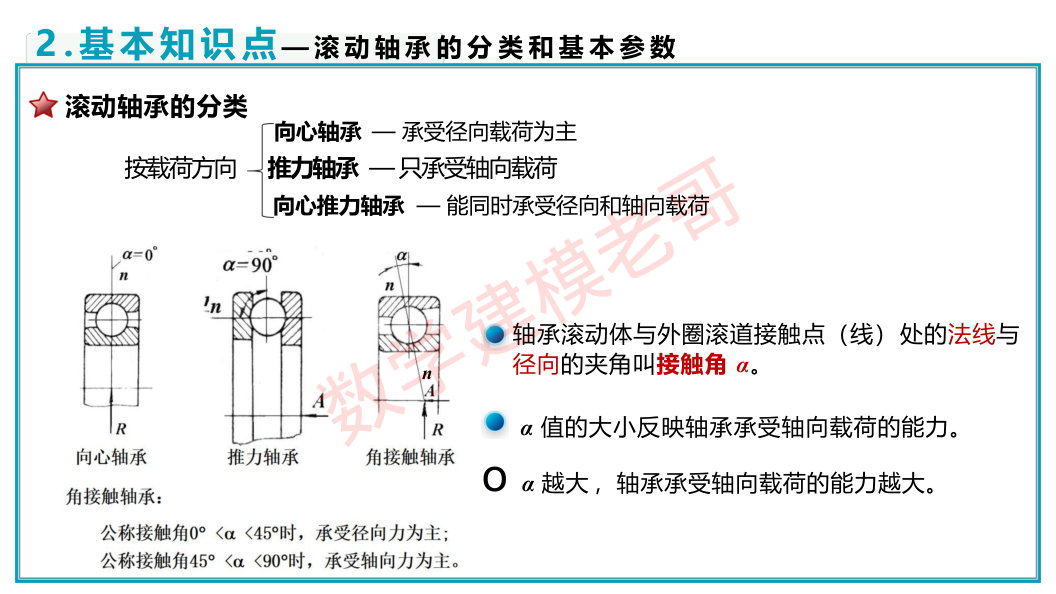 2.基本知识点—滚动轴承的分类和基本参数
滚动轴承的分类
向心轴承 — 承受径向载荷为主
按载荷方向
推力轴承 — 只承受轴向载荷
向心推力轴承 — 能同时承受径向和轴向载荷
α=0°
n
R
向心轴承
α=90°
n
A
推力轴承
α
n
n
A
R
角接触轴承
角接触轴承：
公称接触角0° <α <45°时，承受径向力为主；
公称接触角45° <α <90°时，承受轴向力为主。
轴承滚动体与外圈滚道接触点（线）处的法线与
径向的夹角叫接触角 α。
α 值的大小反映轴承承受轴向载荷的能力。
O α 越大 ，轴承承受轴向载荷的能力越大。
数学建模老哥